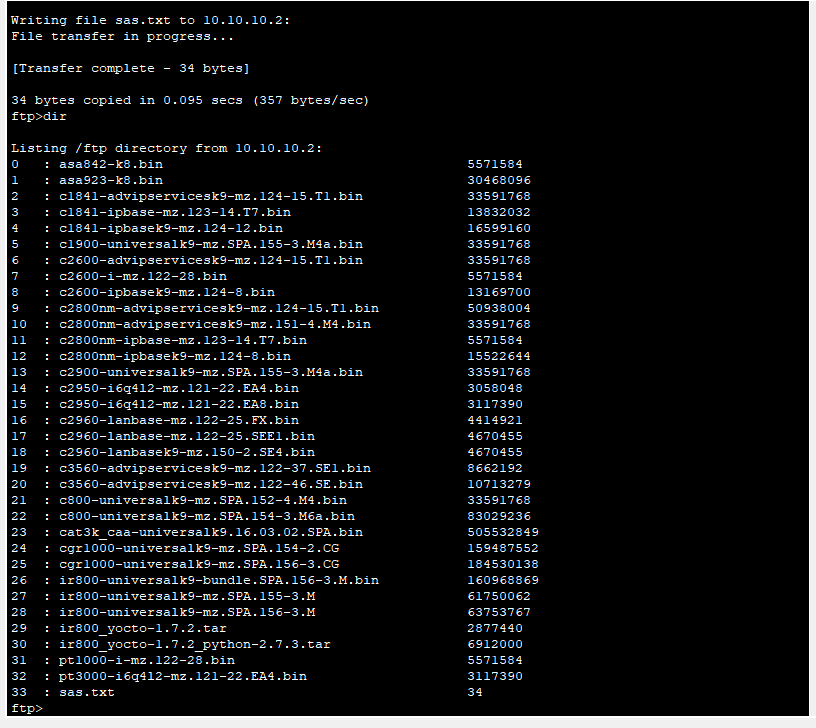 Writing file sas.txt to 10.10.10.2:
File transfer in progress...
[Transfer complete - 34 bytes]
34 bytes copied in 0.095 secs (357 bytes/sec)
ftp>dir
Listing /ftp directory from 10.10.10.2:
0 : asa842-k8.bin 5571584
1 : asa923-k8.bin 30468096
2 : c1841-advipservicesk9-mz.124-15.T1.bin 33591768
3 : c1841-ipbase-mz.123-14.T7.bin 13832032
4 : c1841-ipbasek9-mz.124-12.bin 16599160
5 : c1900-universalk9-mz.SPA.155-3.M4a.bin 33591768
6 : c2600-advipservicesk9-mz.124-15.T1.bin 33591768
7 : c2600-i-mz.122-28.bin 5571584
8 : c2600-ipbasek9-mz.124-8.bin 13169700
9 : c2800nm-advipservicesk9-mz.124-15.T1.bin 50938004
10 : c2800nm-advipservicesk9-mz.151-4.M4.bin 33591768
11 : c2800nm-ipbase-mz.123-14.T7.bin 5571584
12 : c2800nm-ipbasek9-mz.124-8.bin 15522644
13 : c2900-universalk9-mz.SPA.155-3.M4a.bin 33591768
14 : c2950-i6q4l2-mz.121-22.EA4.bin 3058048
15 : c2950-i6q4l2-mz.121-22.EA8.bin 3117390
16 : c2960-lanbase-mz.122-25.FX.bin 4414921
17 : c2960-lanbase-mz.122-25.SEE1.bin 4670455
18 : c2960-lanbasek9-mz.150-2.SE4.bin 4670455
19 : c3560-advipservicesk9-mz.122-37.SE1.bin 8662192
20 : c3560-advipservicesk9-mz.122-46.SE.bin 10713279
21 : c800-universalk9-mz.SPA.152-4.M4.bin 33591768
22 : c800-universalk9-mz.SPA.154-3.M6a.bin 83029236
23 : cat3k_caa-universalk9.16.03.02.SPA.bin 505532849
24 : cgr1000-universalk9-mz.SPA.154-2.CG 159487552
25 : cgr1000-universalk9-mz.SPA.156-3.CG 184530138
26 : ir800-universalk9-bundle.SPA.156-3.M.bin 160968869
27 : ir800-universalk9-mz.SPA.155-3.M 61750062
28 : ir800-universalk9-mz.SPA.156-3.M 63753767
29 : ir800_yocto-1.7.2.tar 2877440
30 : ir800_yocto-1.7.2_python-2.7.3.tar 6912000
31 : pt1000-i-mz.122-28.bin 5571584
32 : pt3000-i6q4l2-mz.121-22.EA4.bin 3117390
33 : sas.txt 34
ftp>